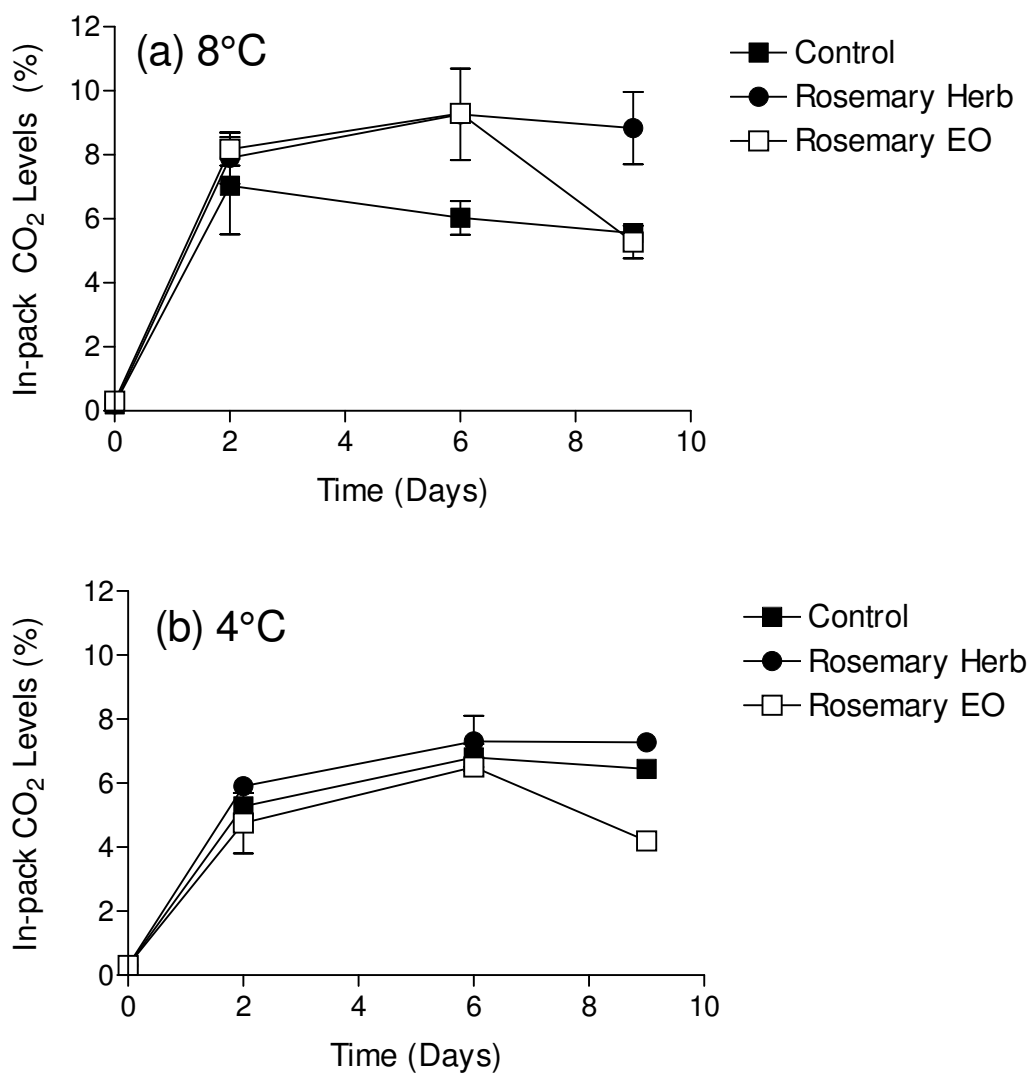 (a) 8°C
In-pack CO₂ Levels (%)
12
10
8
6
4
2
0
0 2 4 6 8 10
Time (Days)
Control
Rosemary Herb
Rosemary EO
(b) 4°C
In-pack CO₂ Levels (%)
12
10
8
6
4
2
0
0 2 4 6 8 10
Time (Days)
Control
Rosemary Herb
Rosemary EO